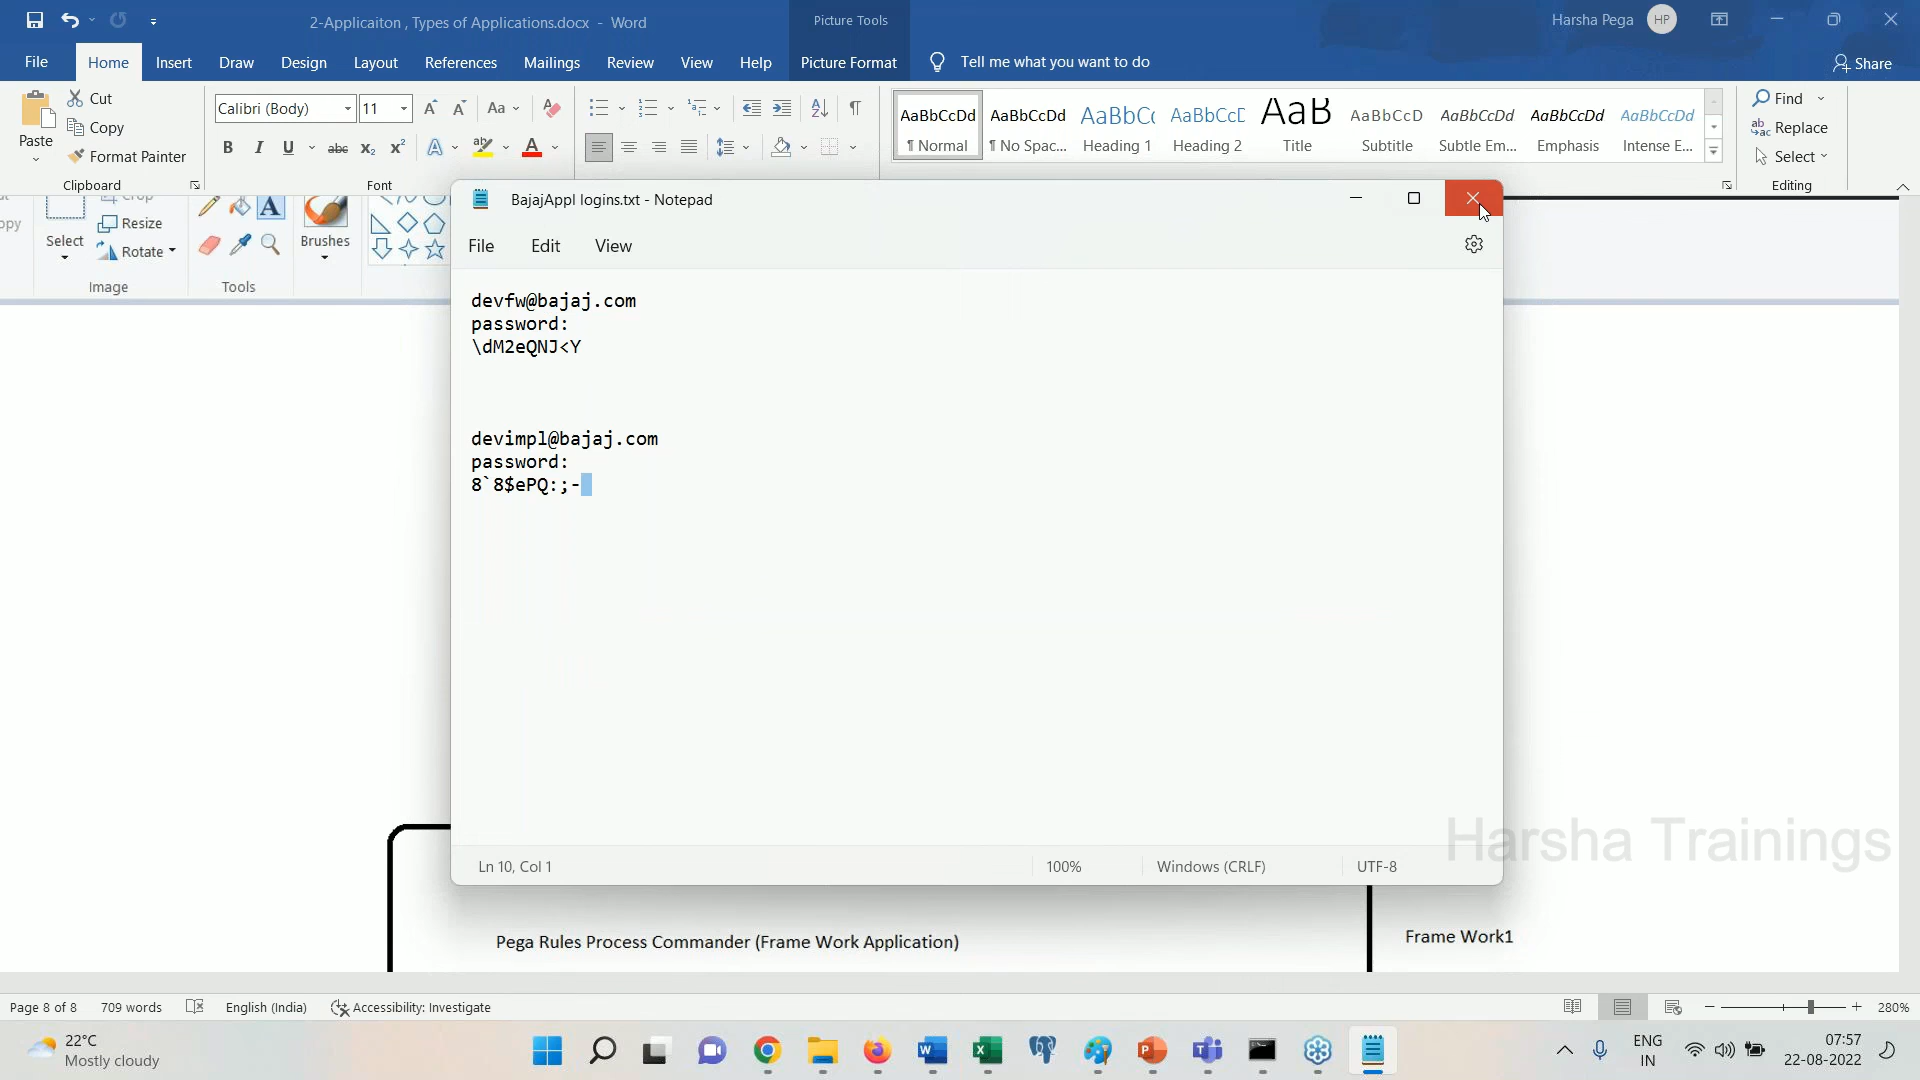 2-Applicaiton , Types of Applications.docx - Word
Picture Tools
Harsha Pega
HP
File
Home
Insert
Draw
Design
Layout
References
Mailings
Review
View
Help
Picture Format
Tell me what you want to do
Share
Paste
Cut
Copy
Format Painter
Clipboard
Calibri (Body)
11
Font
AaBbCcDd
¶ Normal
AaBbCcDd
¶ No Spac...
AaBbCc
Heading 1
AaBbCcD
Heading 2
AaB
Title
AaBbCcD
Subtitle
AaBbCcDd
Subtle Em...
AaBbCcDd
Emphasis
AaBbCcDd
Intense E...
Find
Replace
Select
Editing
Select
Crop
Resize
Rotate
Image
Tools
Brushes
BajajAppl logins.txt - Notepad
File
Edit
View
devfw@bajaj.com
password:
\dM2eQNJ<Y
devimpl@bajaj.com
password:
8`8$ePQ:;-
Ln 10, Col 1
100%
Windows (CRLF)
UTF-8
Harsha Trainings
Pega Rules Process Commander (Frame Work Application)
Frame Work1
Page 8 of 8
709 words
English (India)
Accessibility: Investigate
280%
22°C
Mostly cloudy
ENG
IN
07:57
22-08-2022